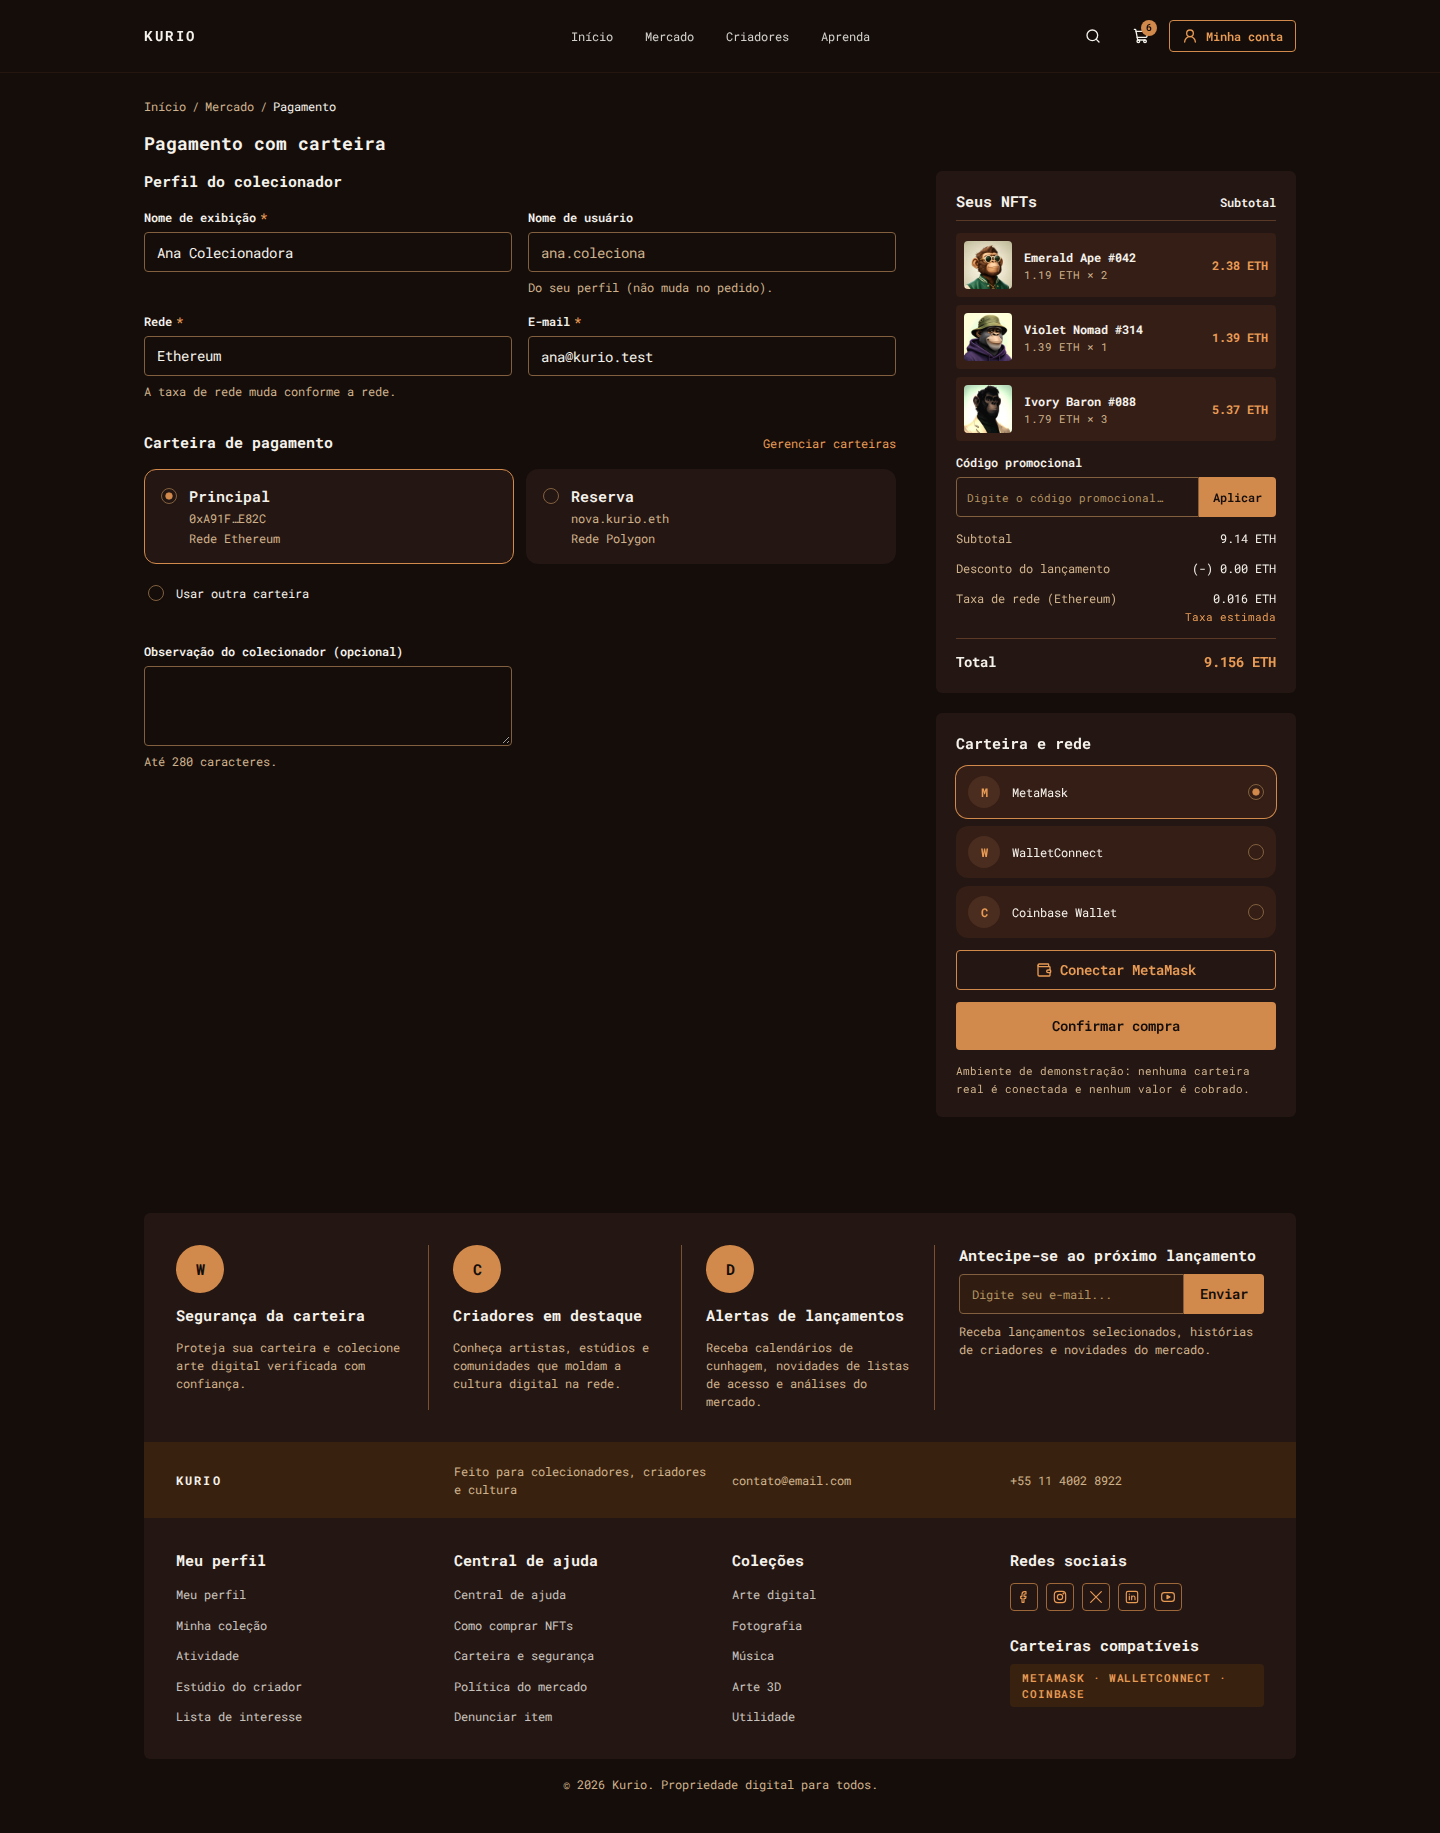 KURIO
Início
Mercado
Criadores
Aprenda
6
Minha conta
Início / Mercado / Pagamento
Pagamento com carteira
Perfil do colecionador
Nome de exibição *
Ana Colecionadora
Nome de usuário
ana.coleciona
Do seu perfil (não muda no pedido).
Rede *
Ethereum
A taxa de rede muda conforme a rede.
E-mail *
ana@kurio.test
Carteira de pagamento
Gerenciar carteiras
Principal
0xA91F…E82C
Rede Ethereum
Reserva
nova.kurio.eth
Rede Polygon
Usar outra carteira
Observação do colecionador (opcional)
Até 280 caracteres.
Seus NFTs
Subtotal
Emerald Ape #042
1.19 ETH × 2
2.38 ETH
Violet Nomad #314
1.39 ETH × 1
1.39 ETH
Ivory Baron #088
1.79 ETH × 3
5.37 ETH
Código promocional
Digite o código promocional…
Aplicar
Subtotal
9.14 ETH
Desconto do lançamento
(-) 0.00 ETH
Taxa de rede (Ethereum)
0.016 ETH
Taxa estimada
Total
9.156 ETH
Carteira e rede
M
MetaMask
W
WalletConnect
C
Coinbase Wallet
Conectar MetaMask
Confirmar compra
Ambiente de demonstração: nenhuma carteira
real é conectada e nenhum valor é cobrado.
W
Segurança da carteira
Proteja sua carteira e colecione
arte digital verificada com
confiança.
C
Criadores em destaque
Conheça artistas, estúdios e
comunidades que moldam a
cultura digital na rede.
D
Alertas de lançamentos
Receba calendários de
cunhagem, novidades de listas
de acesso e análises do
mercado.
Antecipe-se ao próximo lançamento
Digite seu e-mail...
Enviar
Receba lançamentos selecionados, histórias
de criadores e novidades do mercado.
KURIO
Feito para colecionadores, criadores
e cultura
contato@email.com
+55 11 4002 8922
Meu perfil
Meu perfil
Minha coleção
Atividade
Estúdio do criador
Lista de interesse
Central de ajuda
Central de ajuda
Como comprar NFTs
Carteira e segurança
Política do mercado
Denunciar item
Coleções
Arte digital
Fotografia
Música
Arte 3D
Utilidade
Redes sociais
Carteiras compatíveis
METAMASK · WALLETCONNECT ·
COINBASE
© 2026 Kurio. Propriedade digital para todos.